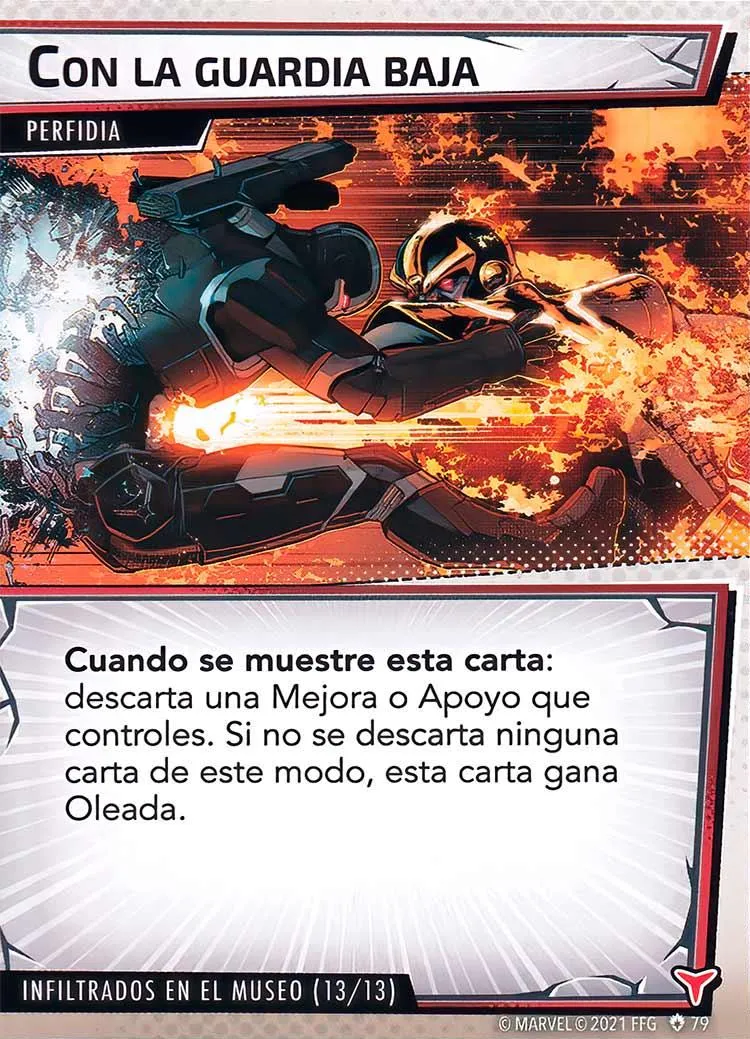 CON LA GUARDIA BAJA
PERFIDIA
Cuando se muestre esta carta:
descarta una Mejora o Apoyo que
controles. Si no se descarta ninguna
carta de este modo, esta carta gana
Oleada.
INFILTRADOS EN EL MUSEO (13/13)
© MARVEL © 2021 FFG 79